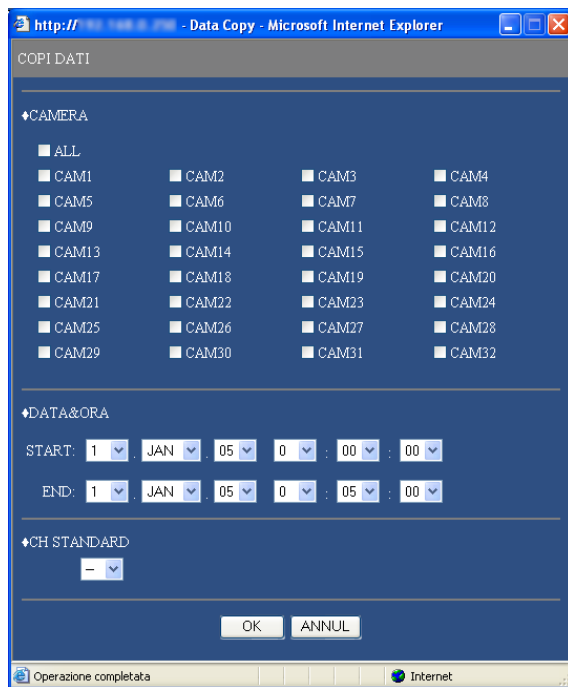 http:// - Data Copy - Microsoft Internet Explorer
COPI DATI
♦CAMERA
ALL
CAM1 CAM2 CAM3 CAM4
CAM5 CAM6 CAM7 CAM8
CAM9 CAM10 CAM11 CAM12
CAM13 CAM14 CAM15 CAM16
CAM17 CAM18 CAM19 CAM20
CAM21 CAM22 CAM23 CAM24
CAM25 CAM26 CAM27 CAM28
CAM29 CAM30 CAM31 CAM32
♦DATA&ORA
START: 1 . JAN . 05 0 : 00 : 00
END: 1 . JAN . 05 0 : 05 : 00
♦CH STANDARD
--
OK ANNUL
Operazione completata Internet